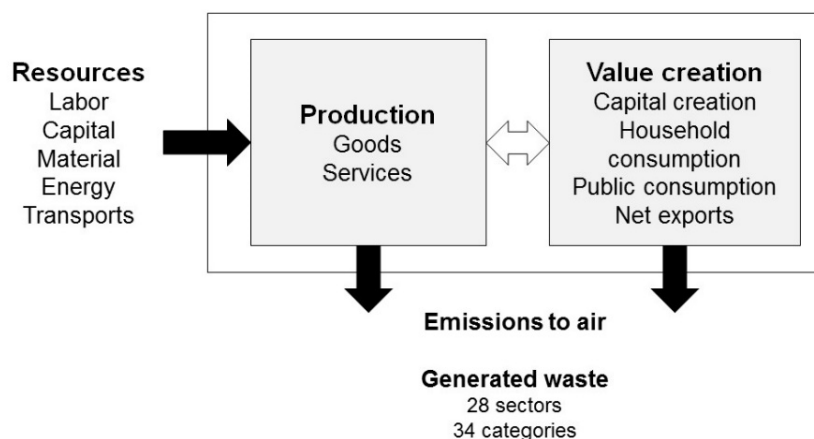 Resources
Labor
Capital
Material
Energy
Transports
Production
Goods
Services
Value creation
Capital creation
Household
consumption
Public consumption
Net exports
Emissions to air
Generated waste
28 sectors
34 categories